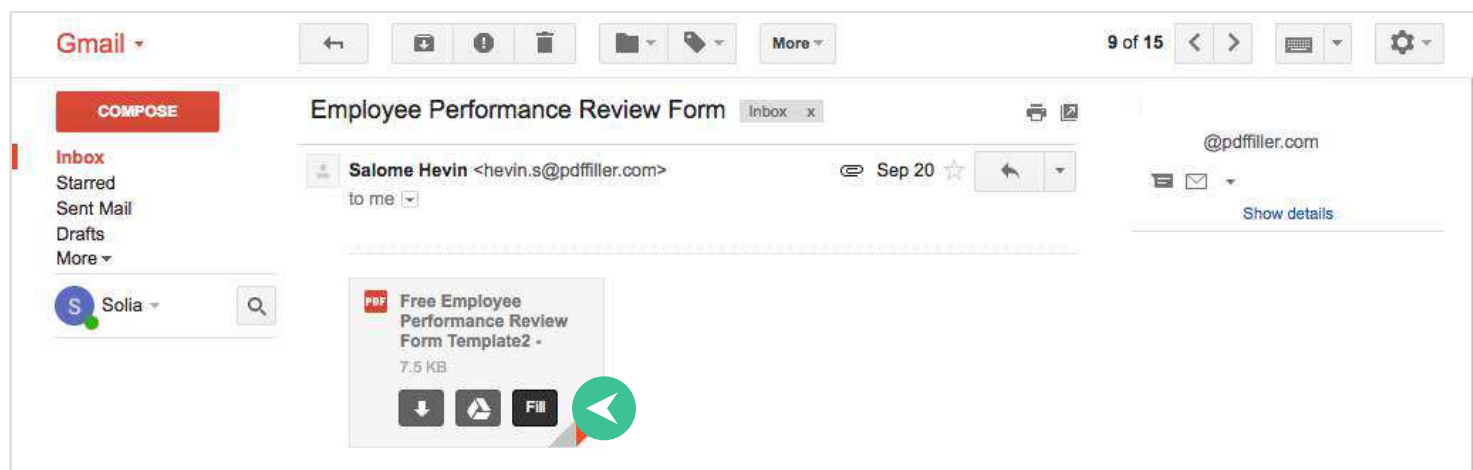 Gmail
More
9 of 15
COMPOSE
Employee Performance Review Form Inbox x
@pdffiller.com
Inbox
Starred
Sent Mail
Drafts
More
Salome Hevin <hevin.s@pdffiller.com> Sep 20
to me
Show details
S Solia
PDF Free Employee
Performance Review
Form Template2 -
7.5 KB
Fill